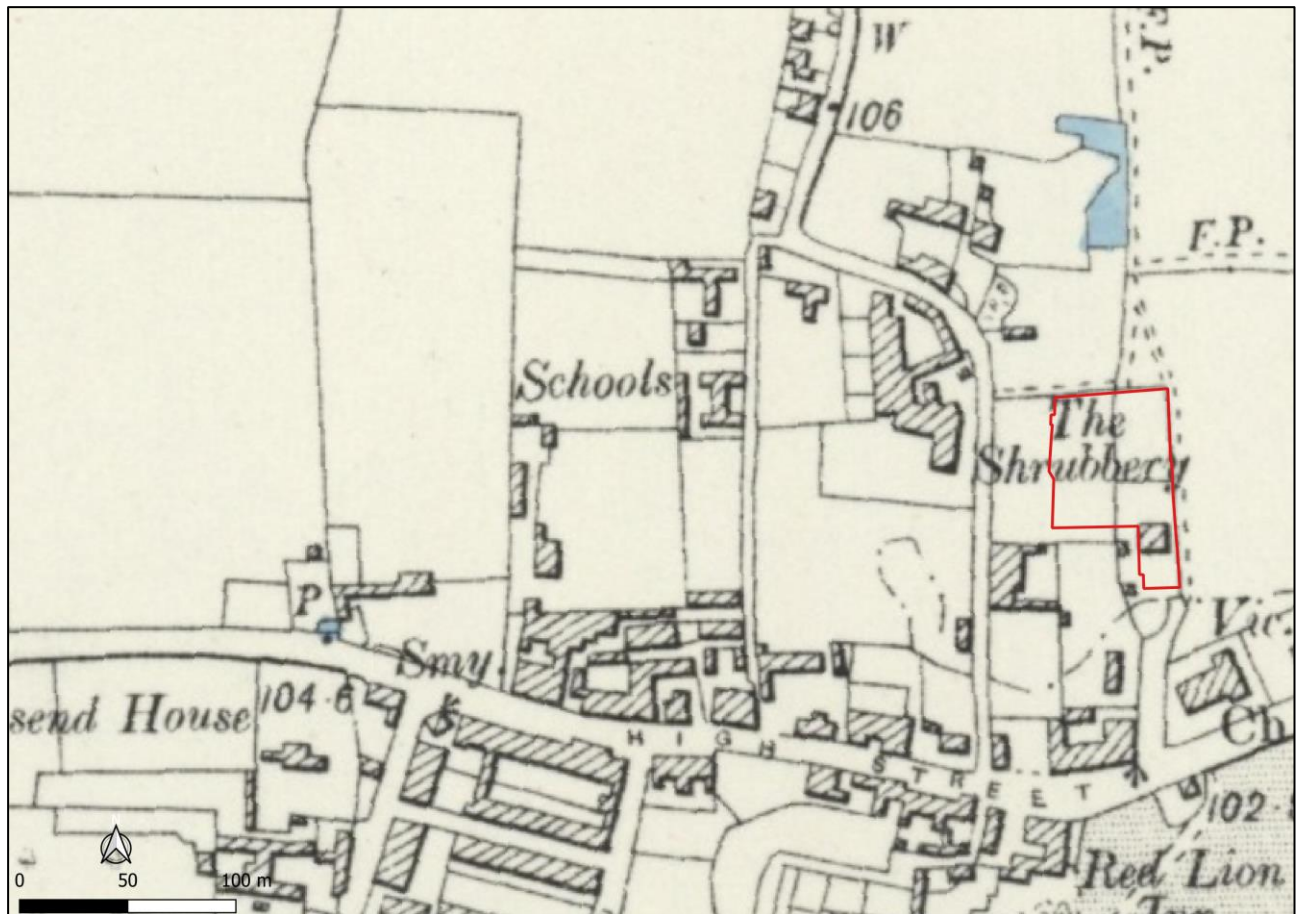 W
F.P.
106
F.P.
Schools
The
Shrubbery
P
Smy.
Vic.
send House
104·6
HIGH STREET
Ch
102·
Red Lion
0 50 100 m